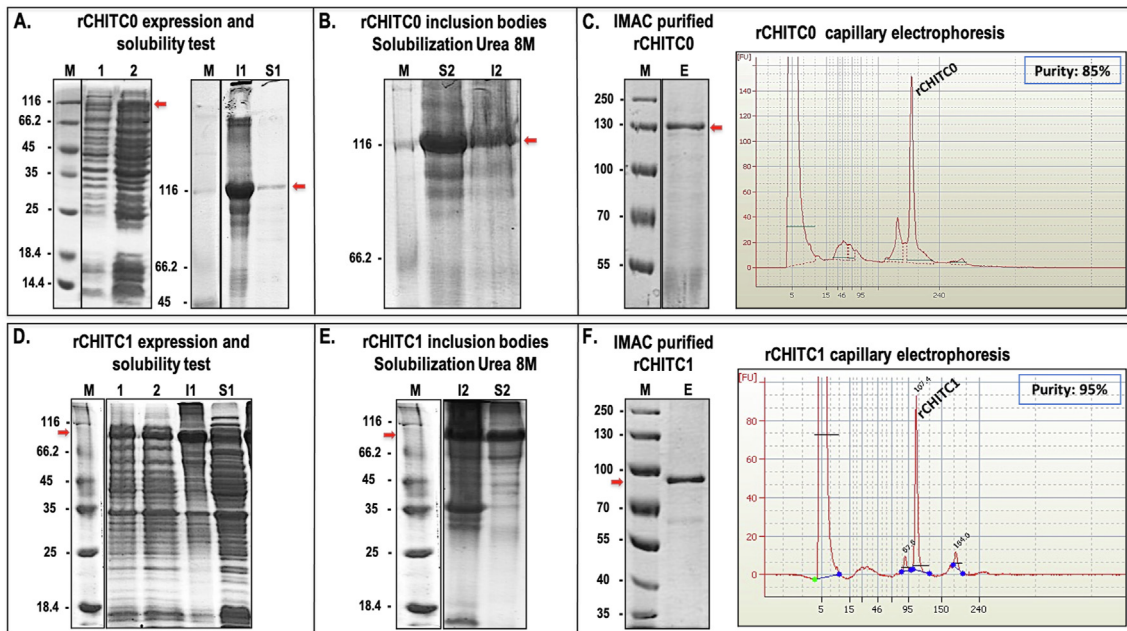 A.
rCHITC0 expression and
solubility test
M 1 2
M I1 S1
116 -
66.2 -
45 -
35 -
25 -
18.4 -
14.4 -
116 -
66.2 -
45 -
B.
rCHITC0 inclusion bodies
Solubilization Urea 8M
M S2 I2
116 -
66.2 -
C.
IMAC purified
rCHITC0
M E
250 -
130 -
100 -
70 -
55 -
rCHITC0 capillary electrophoresis
[FU]
Purity: 85%
rCHITC0
140
120
100
80
60
40
20
0
5 15 46 95 240
D.
rCHITC1 expression and
solubility test
M 1 2 I1 S1
116 -
66.2 -
45 -
35 -
25 -
18.4 -
E.
rCHITC1 inclusion bodies
Solubilization Urea 8M
M I2 S2
116 -
66.2 -
45 -
35 -
25 -
18.4 -
F.
IMAC purified
rCHITC1
M E
250 -
130 -
100 -
70 -
55 -
40 -
35 -
rCHITC1 capillary electrophoresis
[FU]
Purity: 95%
107.4
rCHITC1
80
60
40
20
0
5 15 46 95 150 240